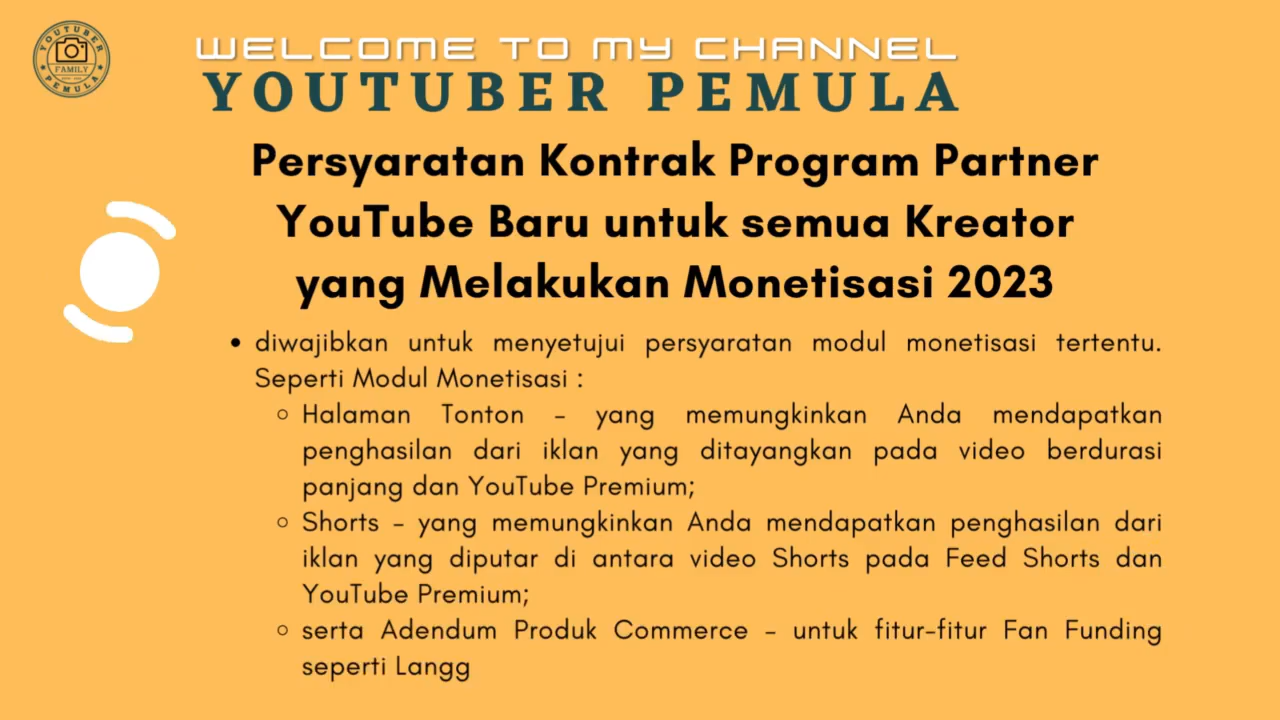 YOUTUBER
FAMILY
PEMULA
WELCOME TO MY CHANNEL
YOUTUBER PEMULA
Persyaratan Kontrak Program Partner
YouTube Baru untuk semua Kreator
yang Melakukan Monetisasi 2023
• diwajibkan untuk menyetujui persyaratan modul monetisasi tertentu.
Seperti Modul Monetisasi :
◦ Halaman Tonton - yang memungkinkan Anda mendapatkan
penghasilan dari iklan yang ditayangkan pada video berdurasi
panjang dan YouTube Premium;
◦ Shorts - yang memungkinkan Anda mendapatkan penghasilan dari
iklan yang diputar di antara video Shorts pada Feed Shorts dan
YouTube Premium;
◦ serta Adendum Produk Commerce - untuk fitur-fitur Fan Funding
seperti Langg